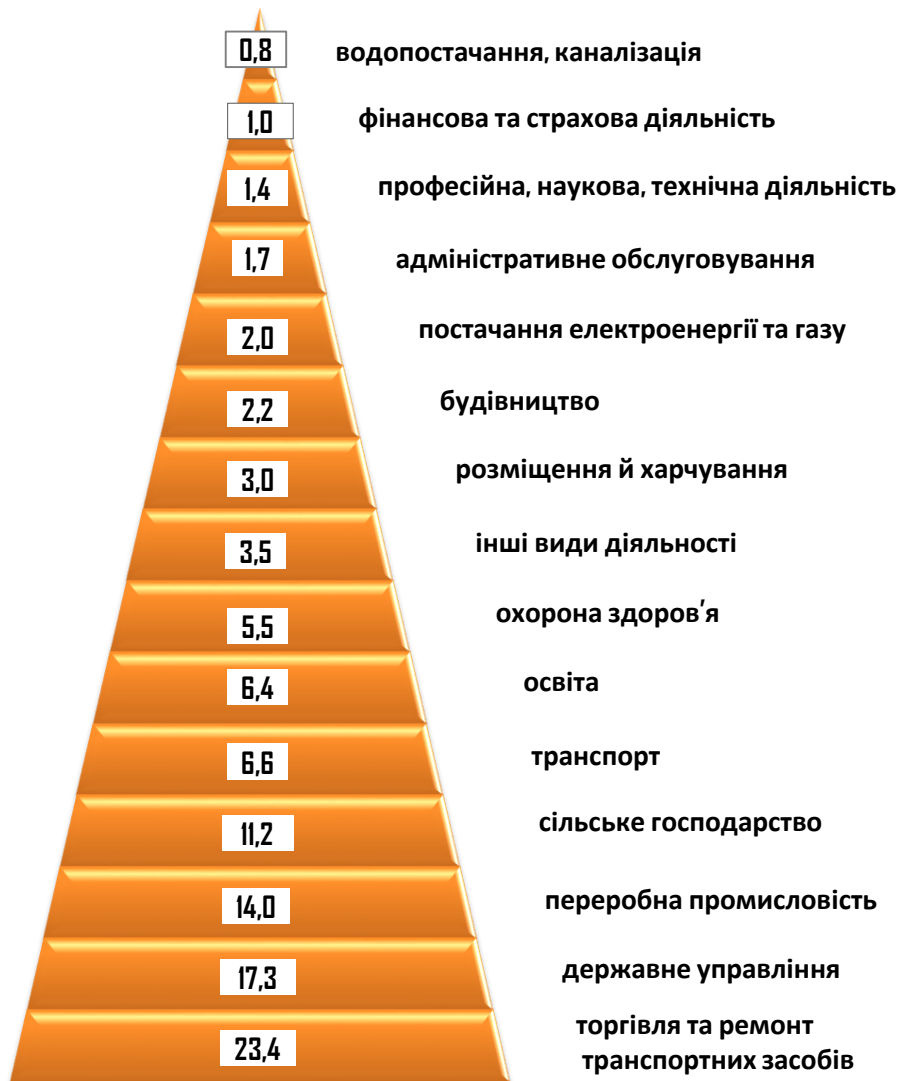 0,8 водопостачання, каналізація
1,0 фінансова та страхова діяльність
1,4 професійна, наукова, технічна діяльність
1,7 адміністративне обслуговування
2,0 постачання електроенергії та газу
2,2 будівництво
3,0 розміщення й харчування
3,5 інші види діяльності
5,5 охорона здоров'я
6,4 освіта
6,6 транспорт
11,2 сільське господарство
14,0 переробна промисловість
17,3 державне управління
23,4 торгівля та ремонт
транспортних засобів